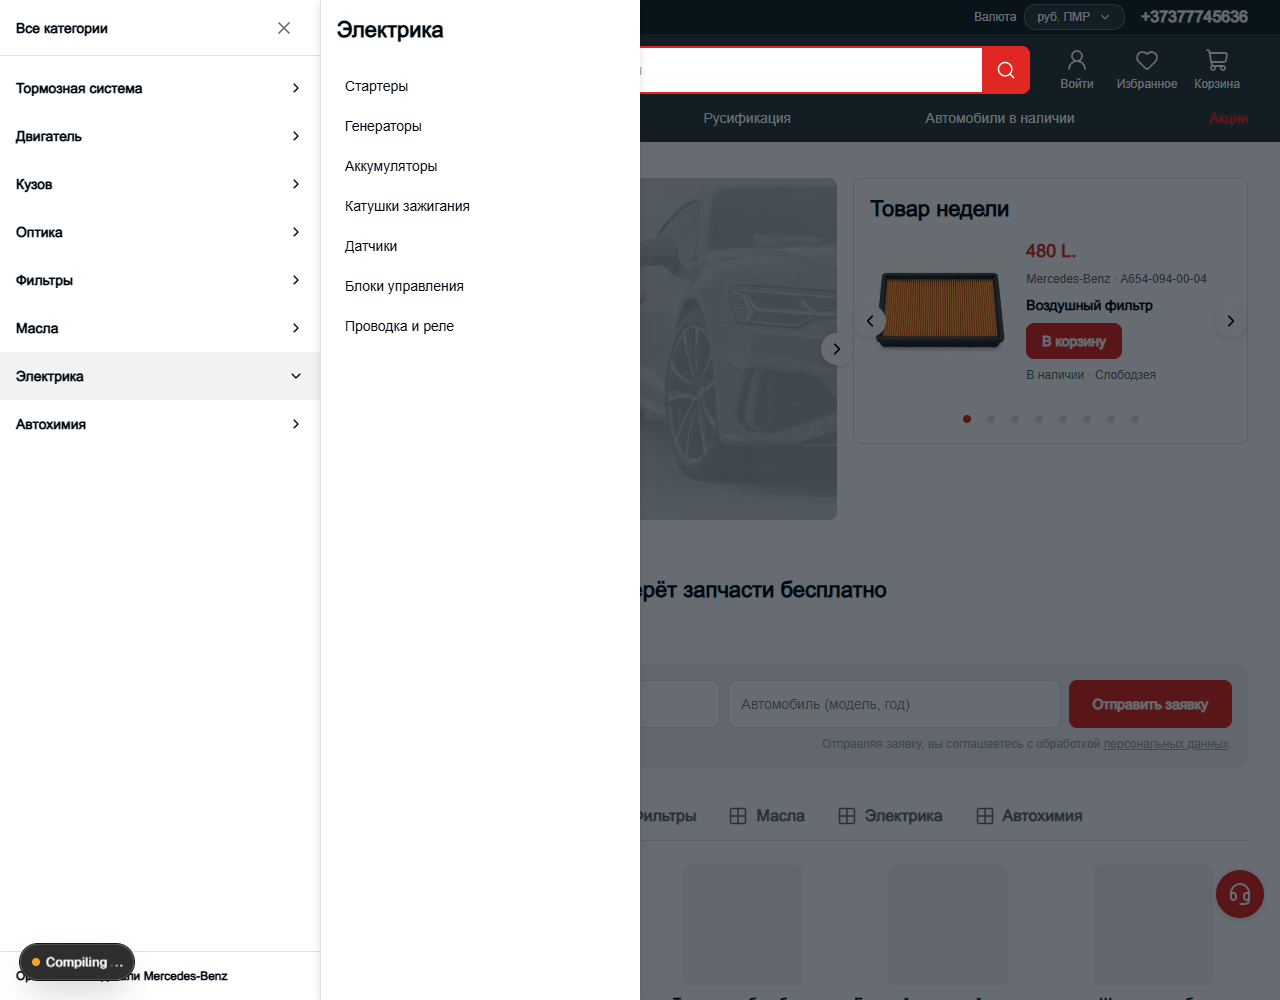 Все категории
Тормозная система
Двигатель
Кузов
Оптика
Фильтры
Масла
Электрика
Автохимия
Compiling ...
ли Mercedes-Benz
Электрика
Стартеры
Генераторы
Аккумуляторы
Катушки зажигания
Датчики
Блоки управления
Проводка и реле
Валюта руб. ПМР +37377745636
Войти Избранное Корзина
Русификация Автомобили в наличии Акции
Товар недели
480 L.
Mercedes-Benz · A654-094-00-04
Воздушный фильтр
В корзину
В наличии · Слободзея
запчасти бесплатно
Автомобиль (модель, год) Отправить заявку
Отправляя заявку, вы соглашаетесь с обработкой персональных данных.
Масла Электрика Автохимия